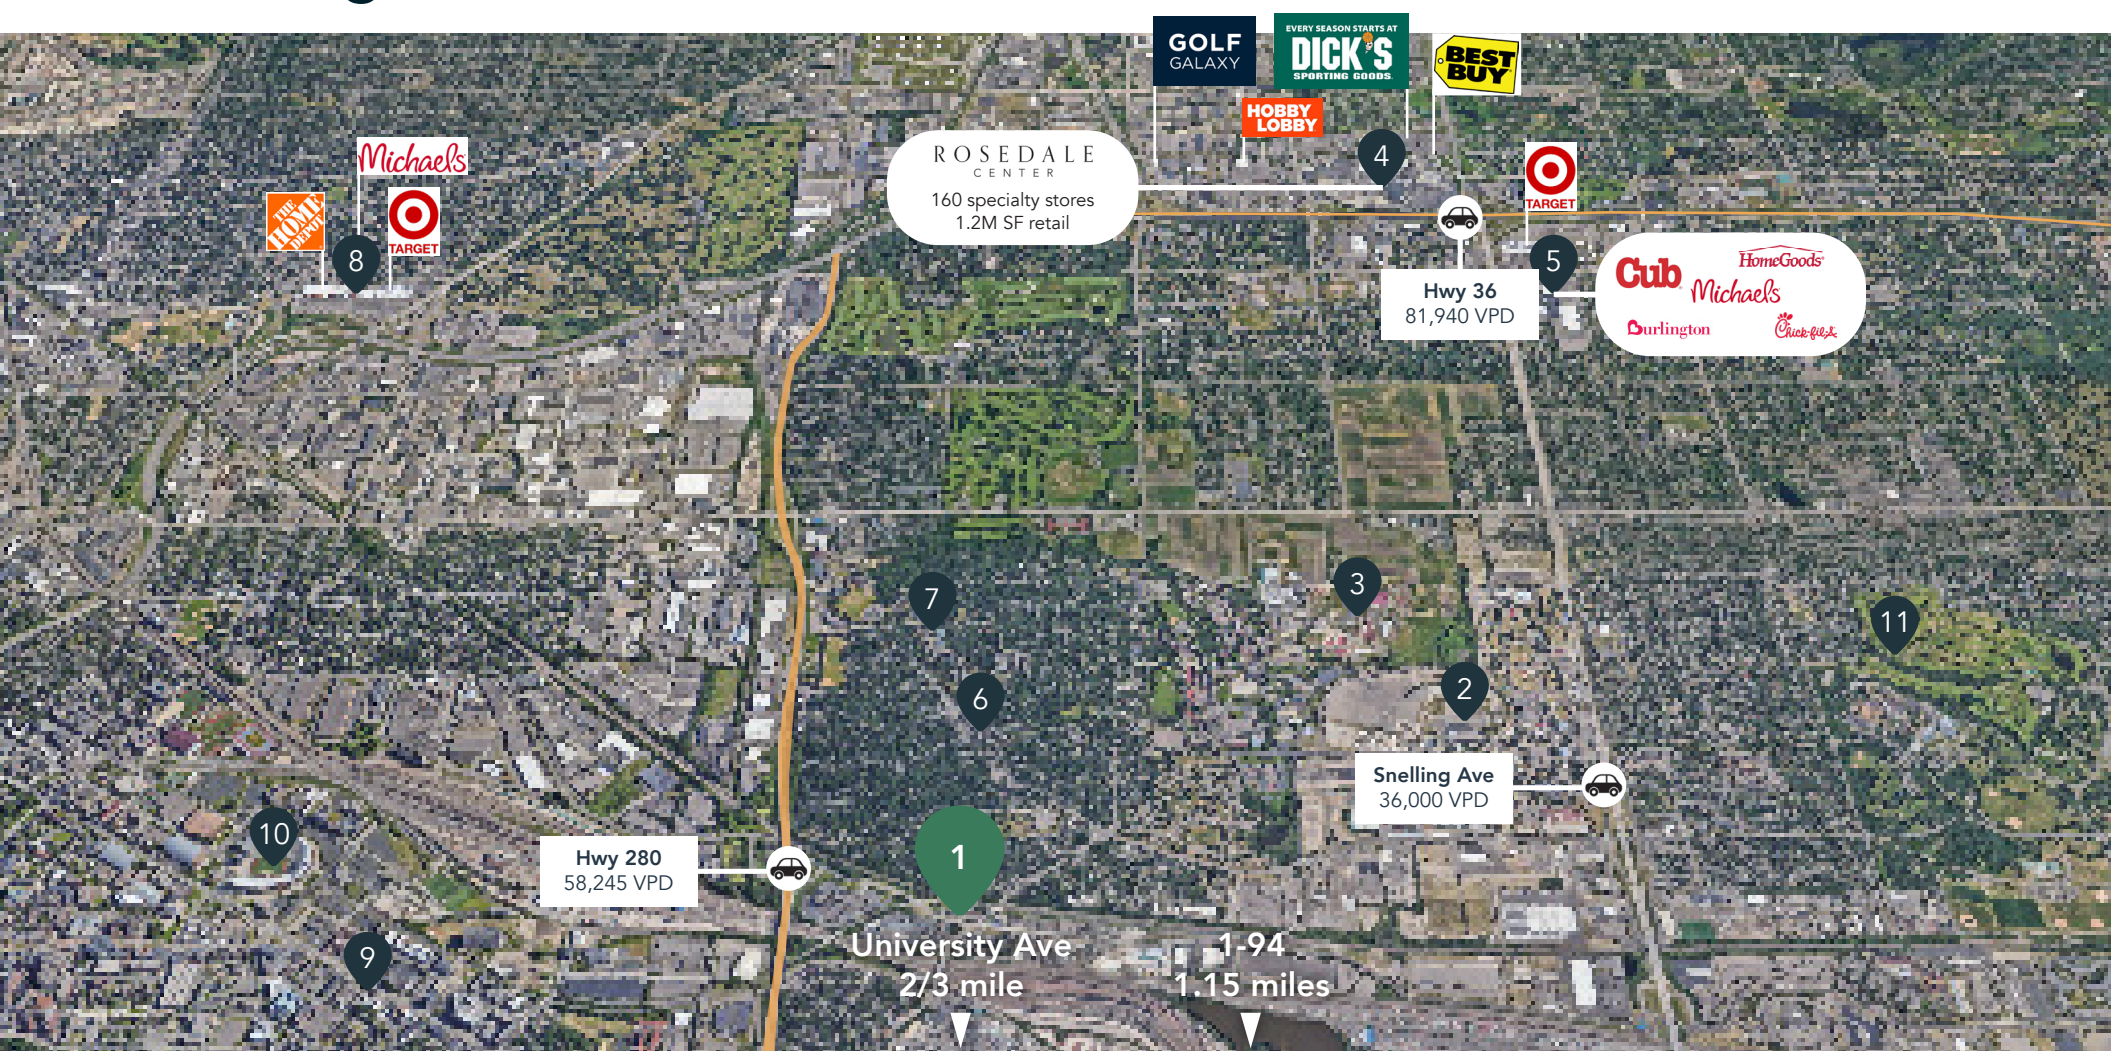 GOLF
GALAXY
EVERY SEASON STARTS AT
DICK'S
SPORTING GOODS
BEST
BUY
HOBBY
LOBBY
Michaels
THE
HOME
DEPOT
TARGET
8
ROSEDALE
CENTER
160 specialty stores
1.2M SF retail
4
TARGET
5
Cub
HomeGoods
Michaels
Burlington
Chick-fil-A
Hwy 36
81,940 VPD
7
3
11
6
2
Snelling Ave
36,000 VPD
10
Hwy 280
58,245 VPD
1
9
University Ave
2/3 mile
1-94
1.15 miles